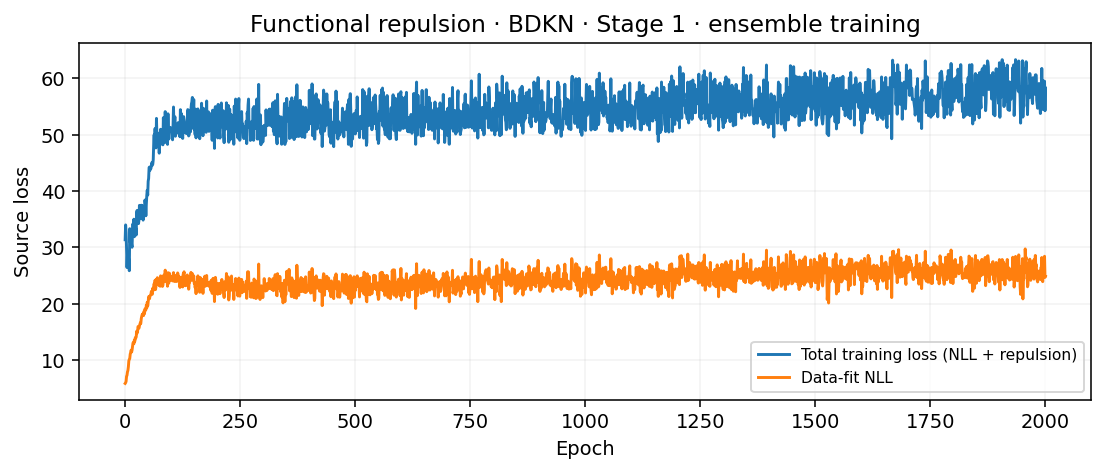 Functional repulsion · BDKN · Stage 1 · ensemble training
Source loss
60
50
40
30
20
10
Total training loss (NLL + repulsion)
Data-fit NLL
0 250 500 750 1000 1250 1500 1750 2000
Epoch